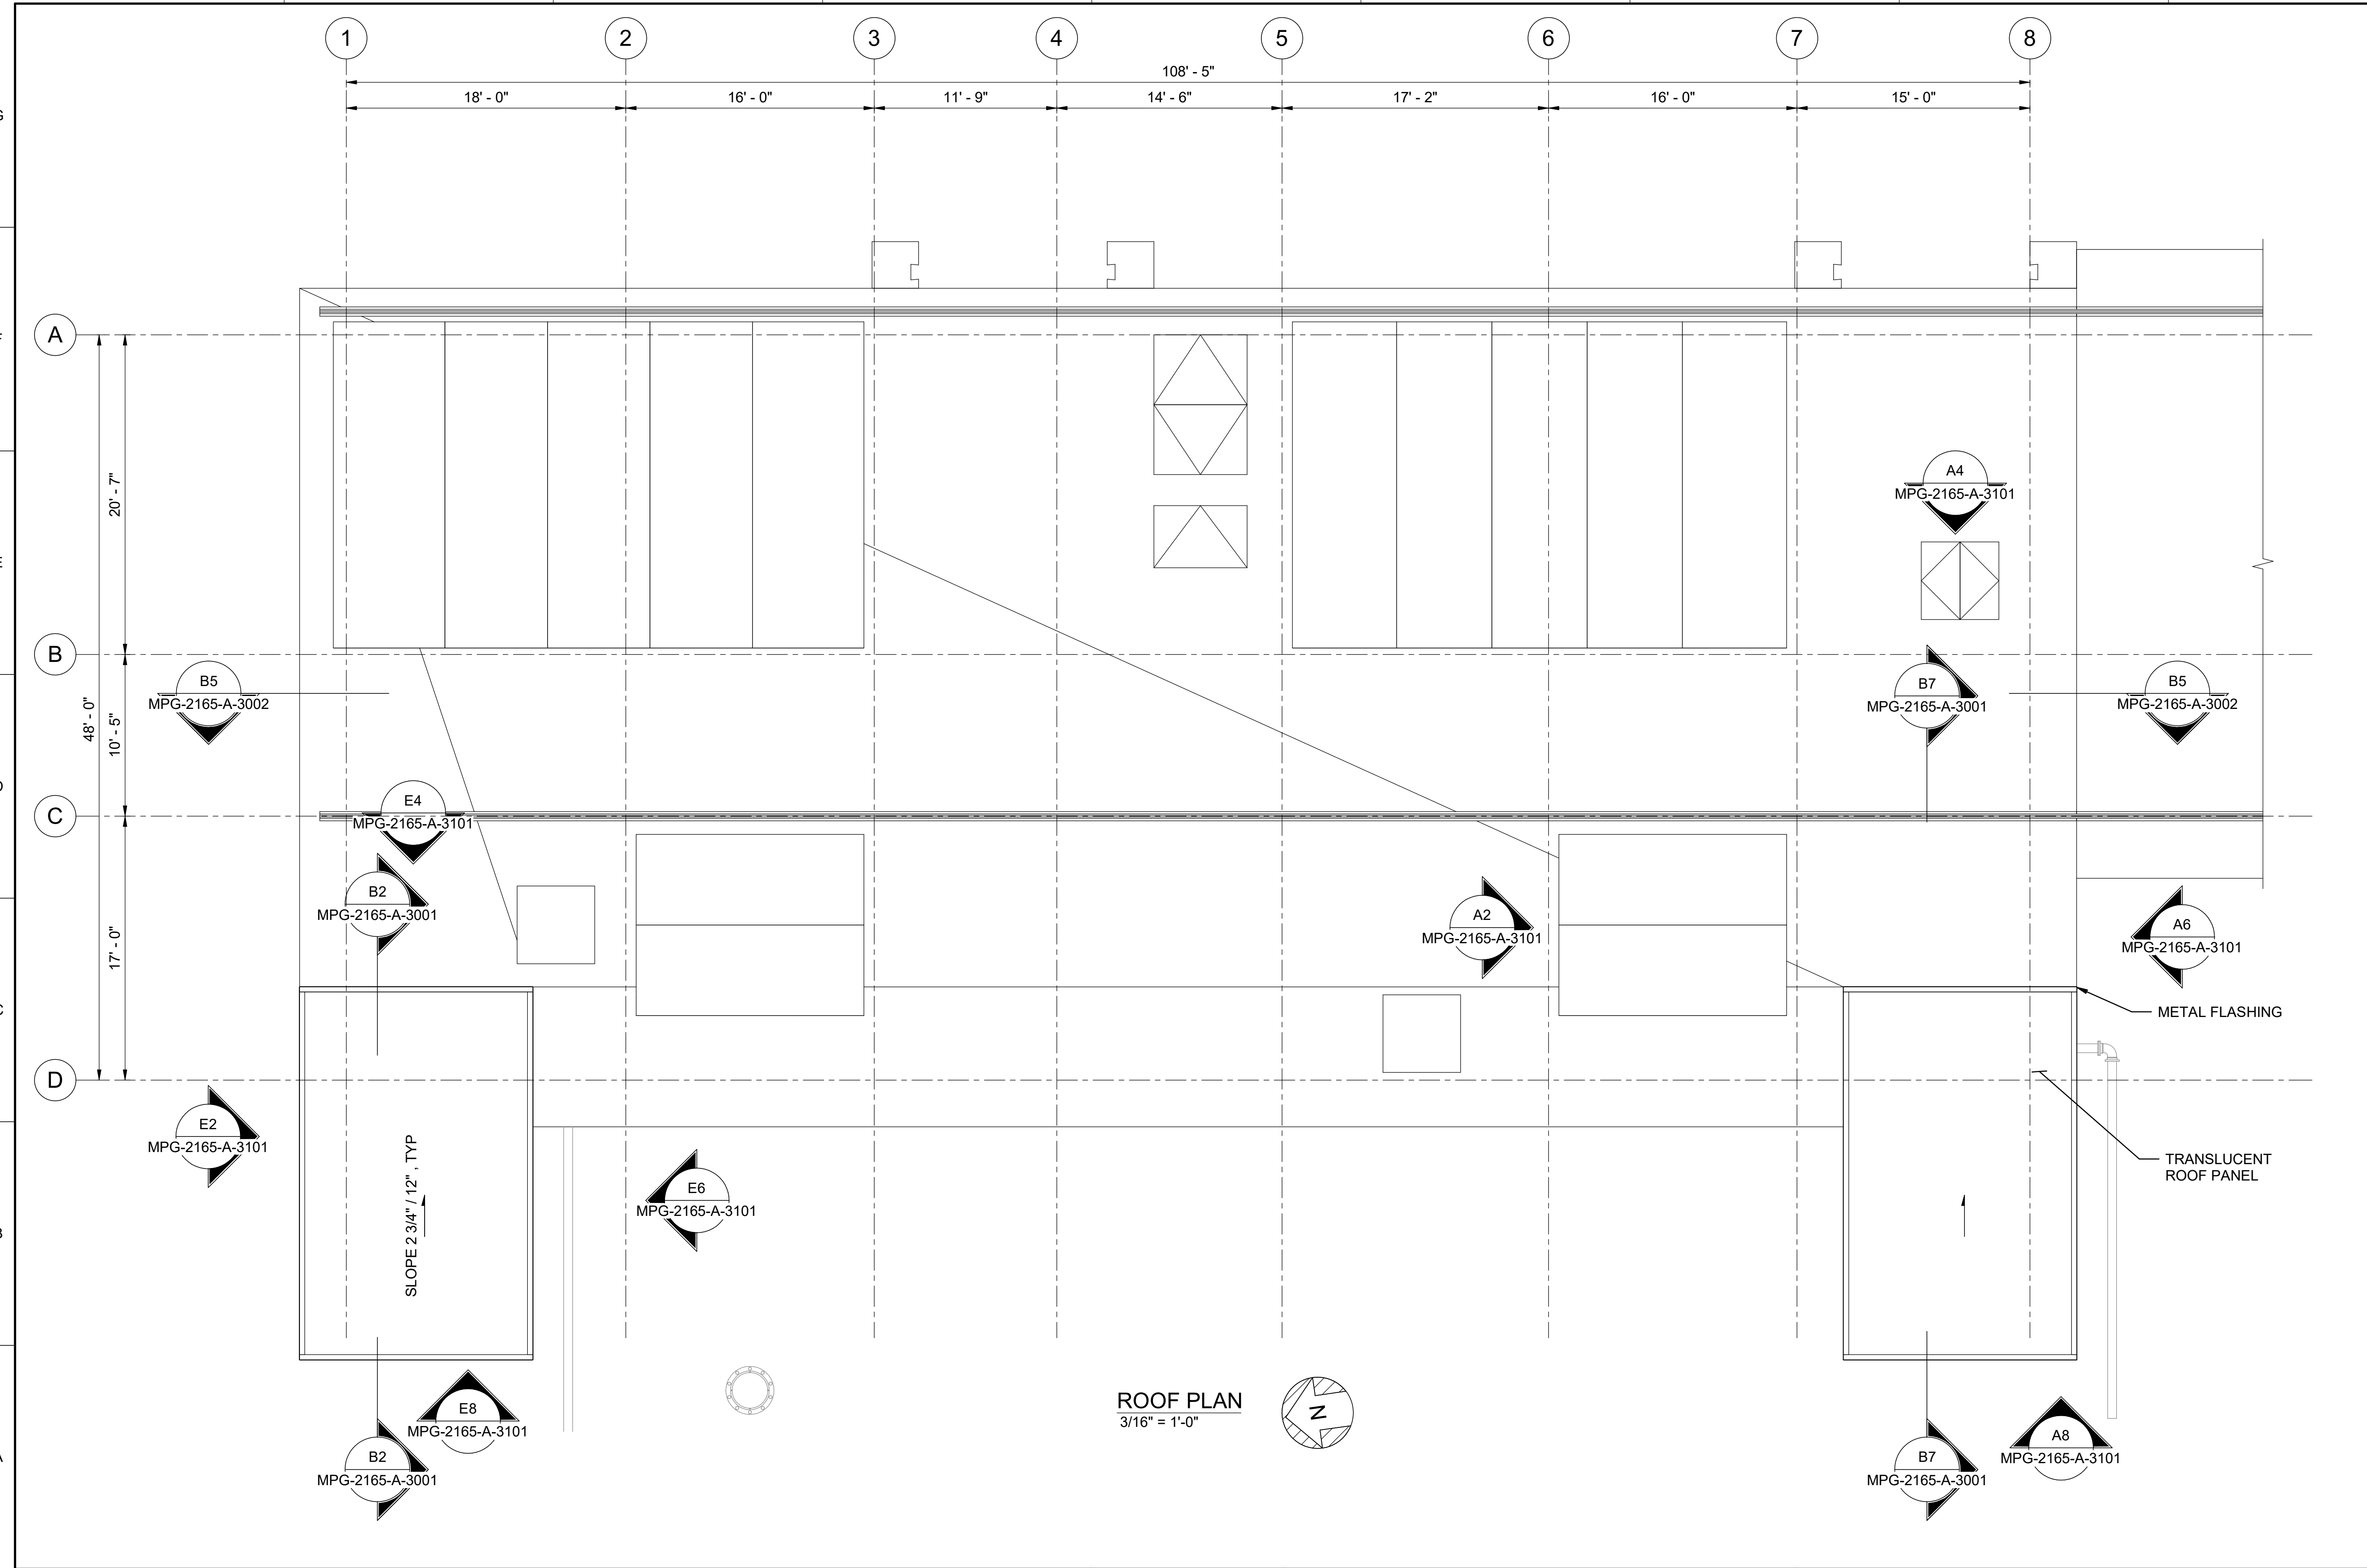 1
2
3
4
5
6
7
8
108' - 5"
18' - 0"
16' - 0"
11' - 9"
14' - 6"
17' - 2"
16' - 0"
15' - 0"
A
B
C
D
48' - 0"
20' - 7"
10' - 5"
17' - 0"
A4
MPG-2165-A-3101
B5
MPG-2165-A-3002
B7
MPG-2165-A-3001
B5
MPG-2165-A-3002
E4
MPG-2165-A-3101
B2
MPG-2165-A-3001
A2
MPG-2165-A-3101
A6
MPG-2165-A-3101
METAL FLASHING
E2
MPG-2165-A-3101
SLOPE 2 3/4" / 12" , TYP
E6
MPG-2165-A-3101
TRANSLUCENT
ROOF PANEL
E8
MPG-2165-A-3101
ROOF PLAN
3/16" = 1'-0"
N
A8
MPG-2165-A-3101
B2
MPG-2165-A-3001
B7
MPG-2165-A-3001